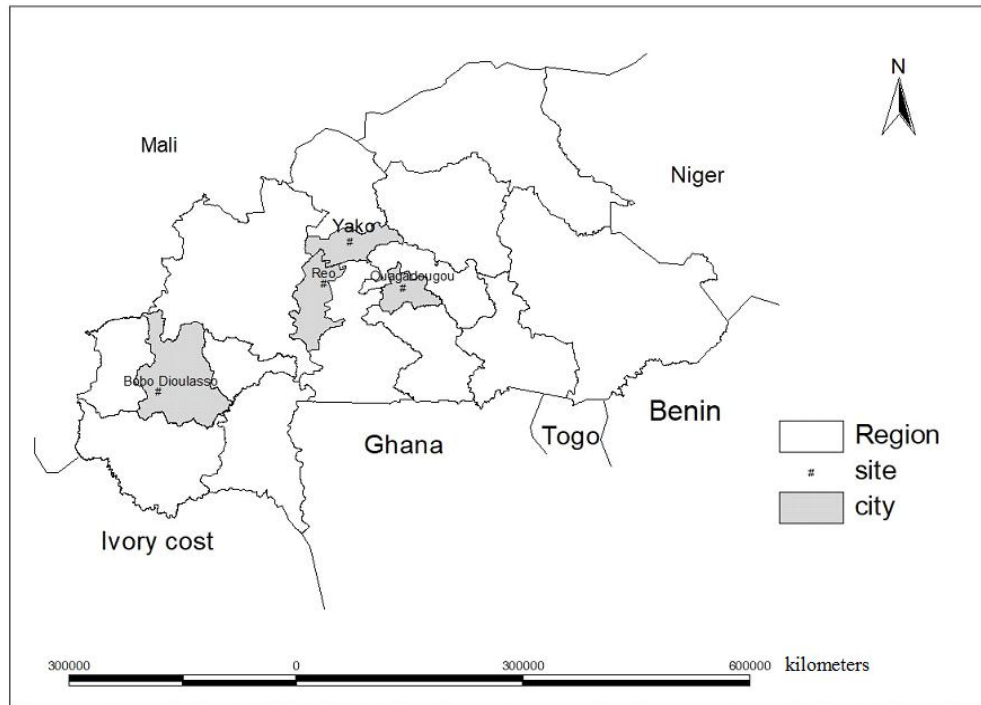 N
Mali
Niger
Yako
#
Reo
#
Ouagadougou
#
Bobo Dioulasso
#
Benin
Ghana
Togo
Region
# site
city
Ivory cost
300000 0 300000 600000 kilometers